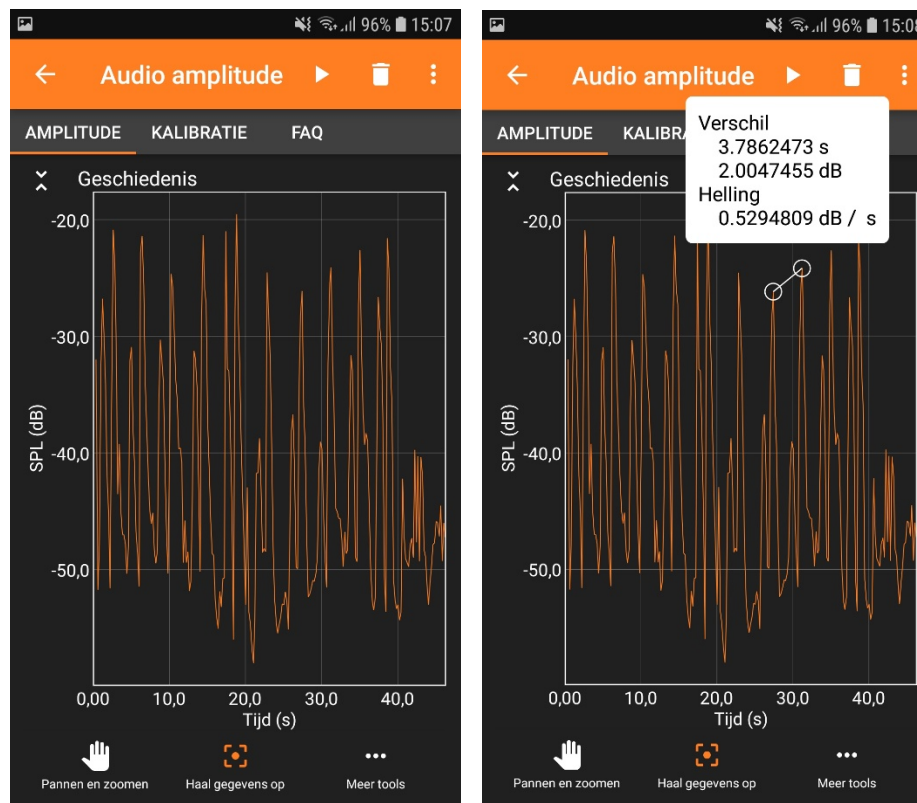 96% 15:07
Audio amplitude
AMPLITUDE KALIBRATIE FAQ
Geschiedenis
-20,0
-30,0
-40,0
-50,0
SPL (dB)
0,00 10,0 20,0 30,0 40,0
Tijd (s)
Pannen en zoomen Haal gegevens op Meer tools
96% 15:08
Audio amplitude
AMPLITUDE KALIBRA
Verschil
3.7862473 s
2.0047455 dB
Helling
0.5294809 dB / s
Geschiedenis
-20,0
-30,0
-40,0
-50,0
SPL (dB)
0,00 10,0 20,0 30,0 40,0
Tijd (s)
Pannen en zoomen Haal gegevens op Meer tools